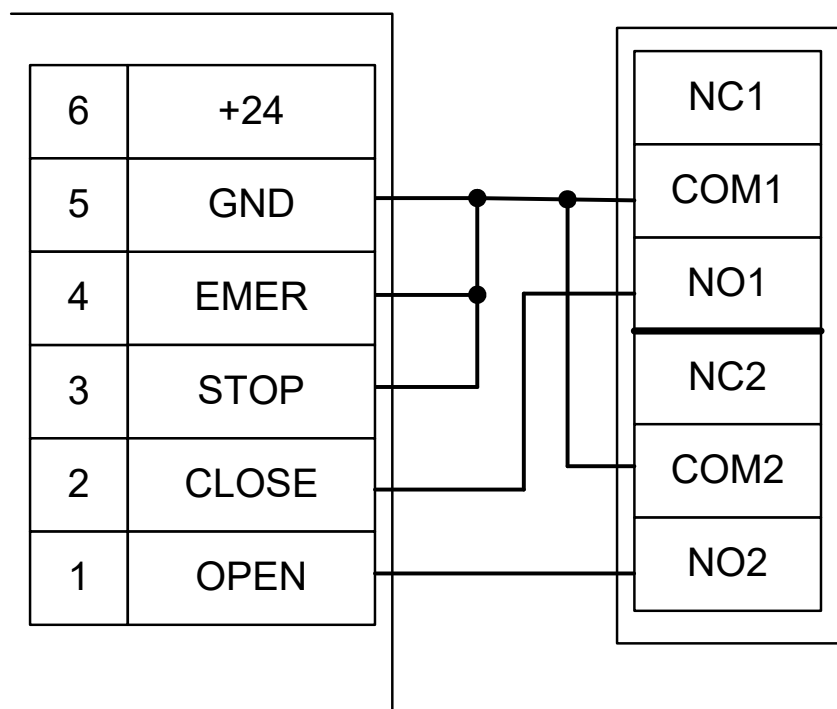 6 +24
5 GND
4 EMER
3 STOP
2 CLOSE
1 OPEN
NC1
COM1
NO1
NC2
COM2
NO2